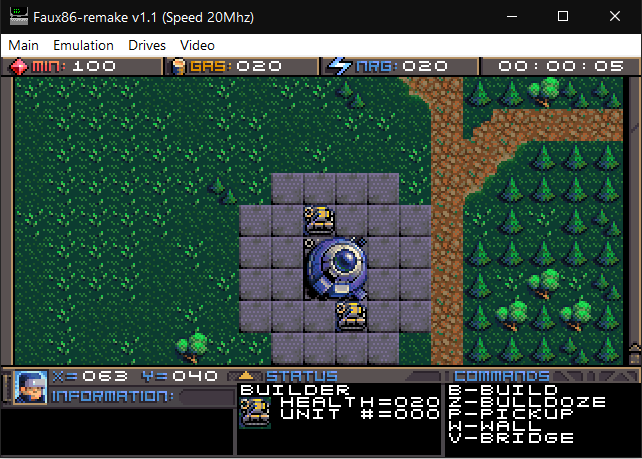 Faux86-remake v1.1 (Speed 20Mhz)
Main Emulation Drives Video
MIN: 100 GAS: 020 NRG: 020 00:00:05
X=063 Y=040 STATUS COMMANDS
INFORMATION:
BUILDER
HEALTH=020
UNIT #=000
B-BUILD
D-BULLDOZE
P-PICKUP
W-WALL
V-BRIDGE